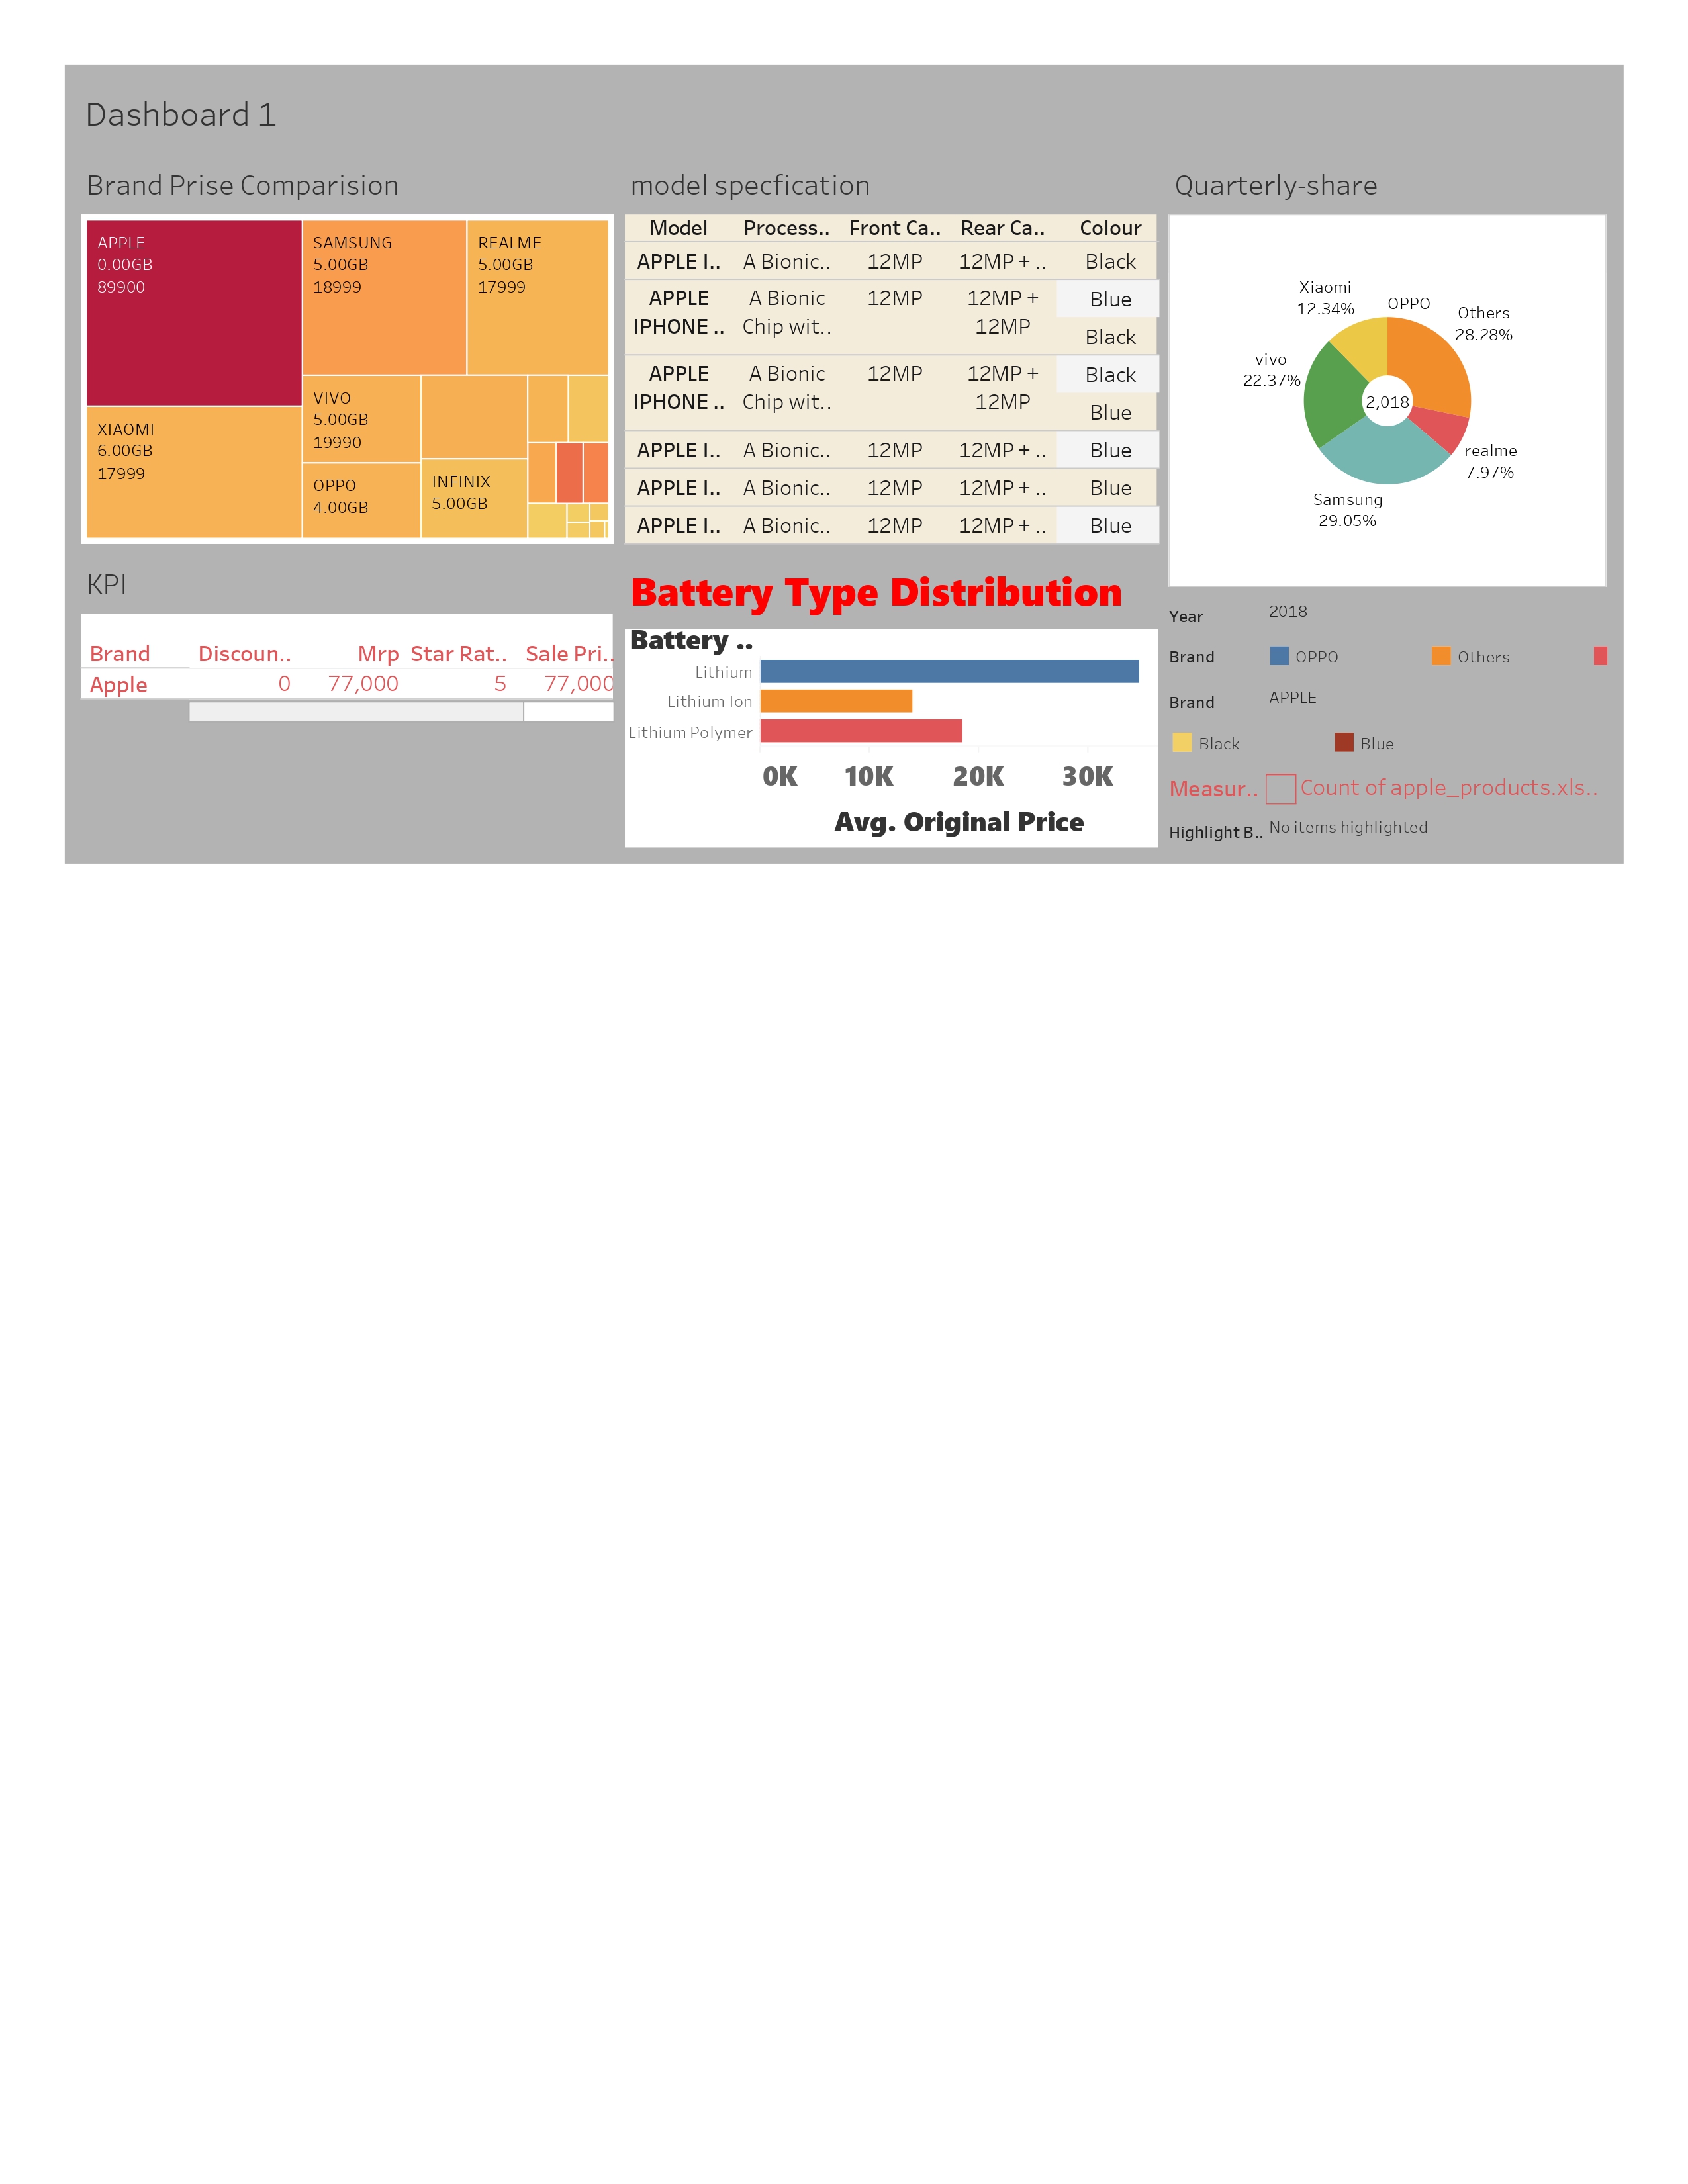 Dashboard 1
Brand Prise Comparision
APPLE
0.00GB
89900
SAMSUNG
5.00GB
18999
REALME
5.00GB
17999
XIAOMI
6.00GB
17999
VIVO
5.00GB
19990
OPPO
4.00GB
INFINIX
5.00GB
model specfication
Model Process.. Front Ca.. Rear Ca.. Colour
APPLE I.. A Bionic.. 12MP 12MP + .. Black
APPLE A Bionic 12MP 12MP + Blue
IPHONE .. Chip wit.. 12MP Black
APPLE A Bionic 12MP 12MP + Black
IPHONE .. Chip wit.. 12MP Blue
APPLE I.. A Bionic.. 12MP 12MP + .. Blue
APPLE I.. A Bionic.. 12MP 12MP + .. Blue
APPLE I.. A Bionic.. 12MP 12MP + .. Blue
Quarterly-share
Xiaomi
12.34%
OPPO
Others
28.28%
vivo
22.37%
2,018
realme
7.97%
Samsung
29.05%
KPI
Brand Discoun.. Mrp Star Rat.. Sale Pri..
Apple 0 77,000 5 77,000
Battery Type Distribution
Battery ..
Lithium
Lithium Ion
Lithium Polymer
0K 10K 20K 30K
Avg. Original Price
Year 2018
Brand OPPO Others
Brand APPLE
Black Blue
Measur.. Count of apple_products.xls..
Highlight B.. No items highlighted